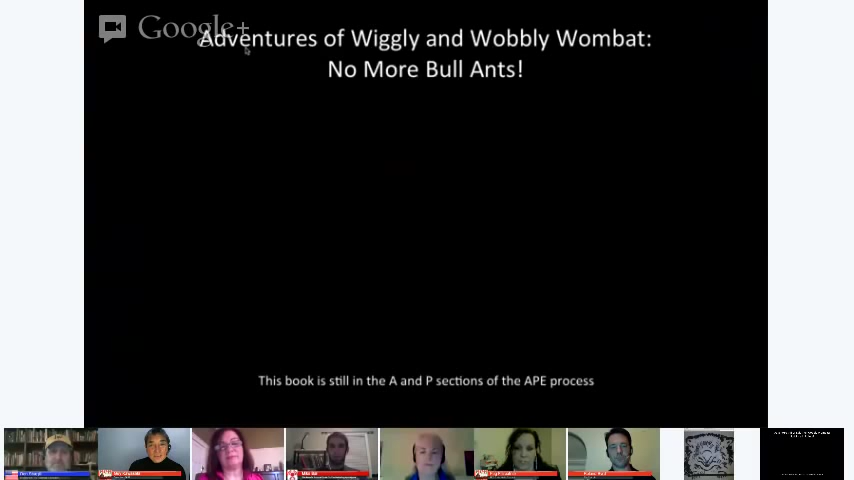 Google+
Adventures of Wiggly and Wobbly Wombat:
No More Bull Ants!
This book is still in the A and P sections of the APE process